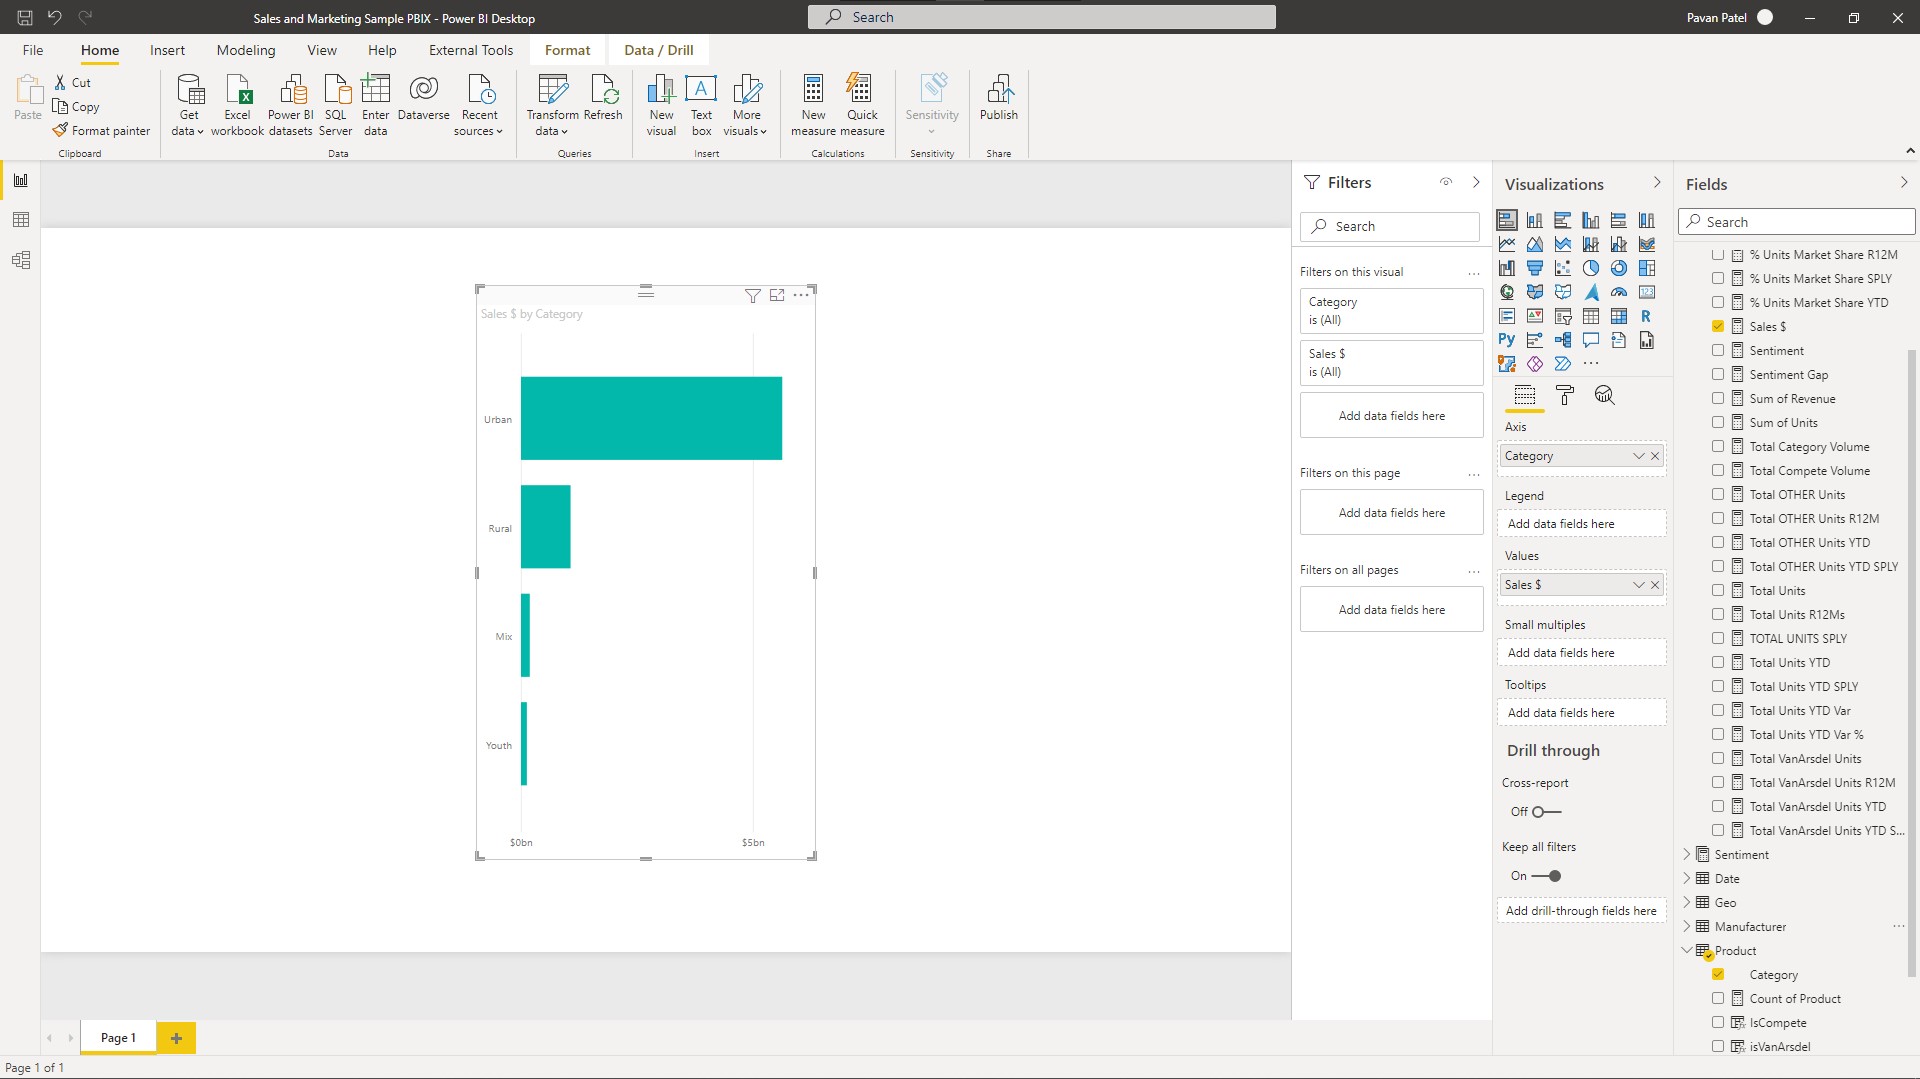 Sales and Marketing Sample PBIX - Power BI Desktop
Search
Pavan Patel
File
Home
Insert
Modeling
View
Help
External Tools
Format
Data / Drill
Paste
Cut
Copy
Format painter
Clipboard
Get data
Excel workbook
Power BI datasets
SQL Server
Enter data
Dataverse
Recent sources
Data
Transform data
Refresh
Queries
New visual
A
Text box
More visuals
Insert
New measure
Quick measure
Calculations
Sensitivity
Sensitivity
Publish
Share
Sales $ by Category
Urban
Rural
Mix
Youth
$0bn
$5bn
Page 1
Page 1 of 1
Filters
Search
Filters on this visual
Category
is (All)
Sales $
is (All)
Add data fields here
Filters on this page
Add data fields here
Filters on all pages
Add data fields here
Visualizations
123
R
Py
Axis
Category
Legend
Add data fields here
Values
Sales $
Small multiples
Add data fields here
Tooltips
Add data fields here
Drill through
Cross-report
Off
Keep all filters
On
Add drill-through fields here
Fields
Search
% Units Market Share R12M
% Units Market Share SPLY
% Units Market Share YTD
Sales $
Sentiment
Sentiment Gap
Sum of Revenue
Sum of Units
Total Category Volume
Total Compete Volume
Total OTHER Units
Total OTHER Units R12M
Total OTHER Units YTD
Total OTHER Units YTD SPLY
Total Units
Total Units R12Ms
TOTAL UNITS SPLY
Total Units YTD
Total Units YTD SPLY
Total Units YTD Var
Total Units YTD Var %
Total VanArsdel Units
Total VanArsdel Units R12M
Total VanArsdel Units YTD
Total VanArsdel Units YTD S...
Sentiment
Date
Geo
Manufacturer
Product
Category
Count of Product
IsCompete
isVanArsdel